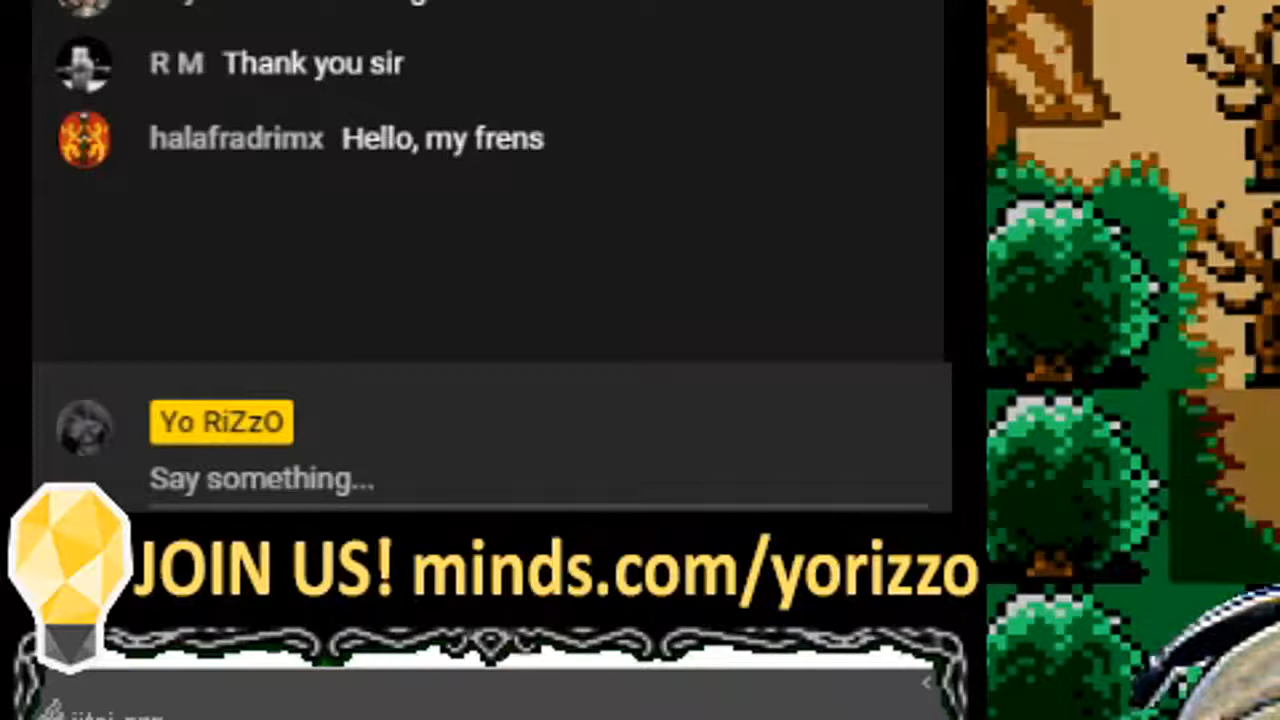 R M Thank you sir
halafradrimx Hello, my frens
Yo RiZzO
Say something...
JOIN US! minds.com/yorizzo